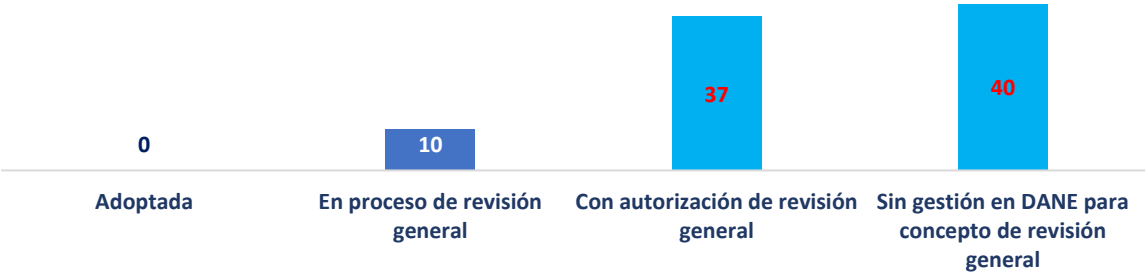 0
10
37
40
Adoptada
En proceso de revisión
general
Con autorización de revisión
general
Sin gestión en DANE para
concepto de revisión
general